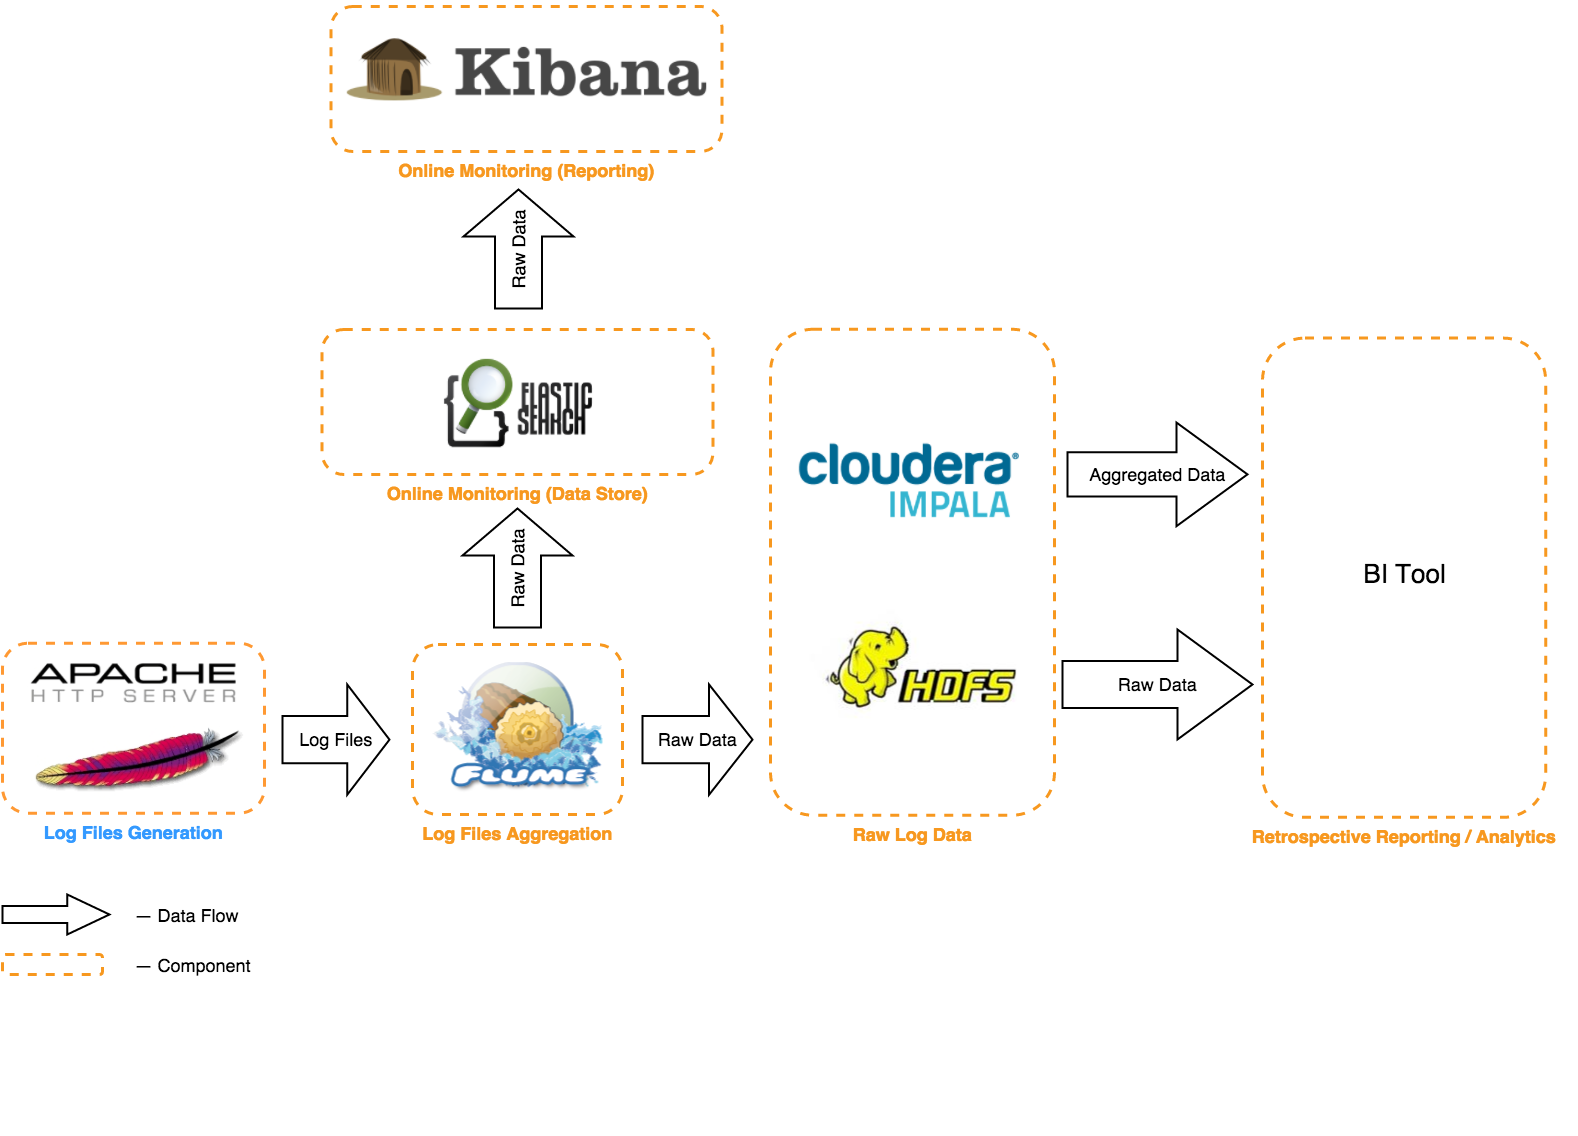 Kibana
Online Monitoring (Reporting)
Raw Data
ELASTIC
SEARCH
Online Monitoring (Data Store)
Raw Data
cloudera®
IMPALA
Aggregated Data
BI Tool
HDFS
Raw Data
APACHE
HTTP SERVER
Log Files
FLUME
Raw Data
Log Files Generation
Log Files Aggregation
Raw Log Data
Retrospective Reporting / Analytics
— Data Flow
— Component